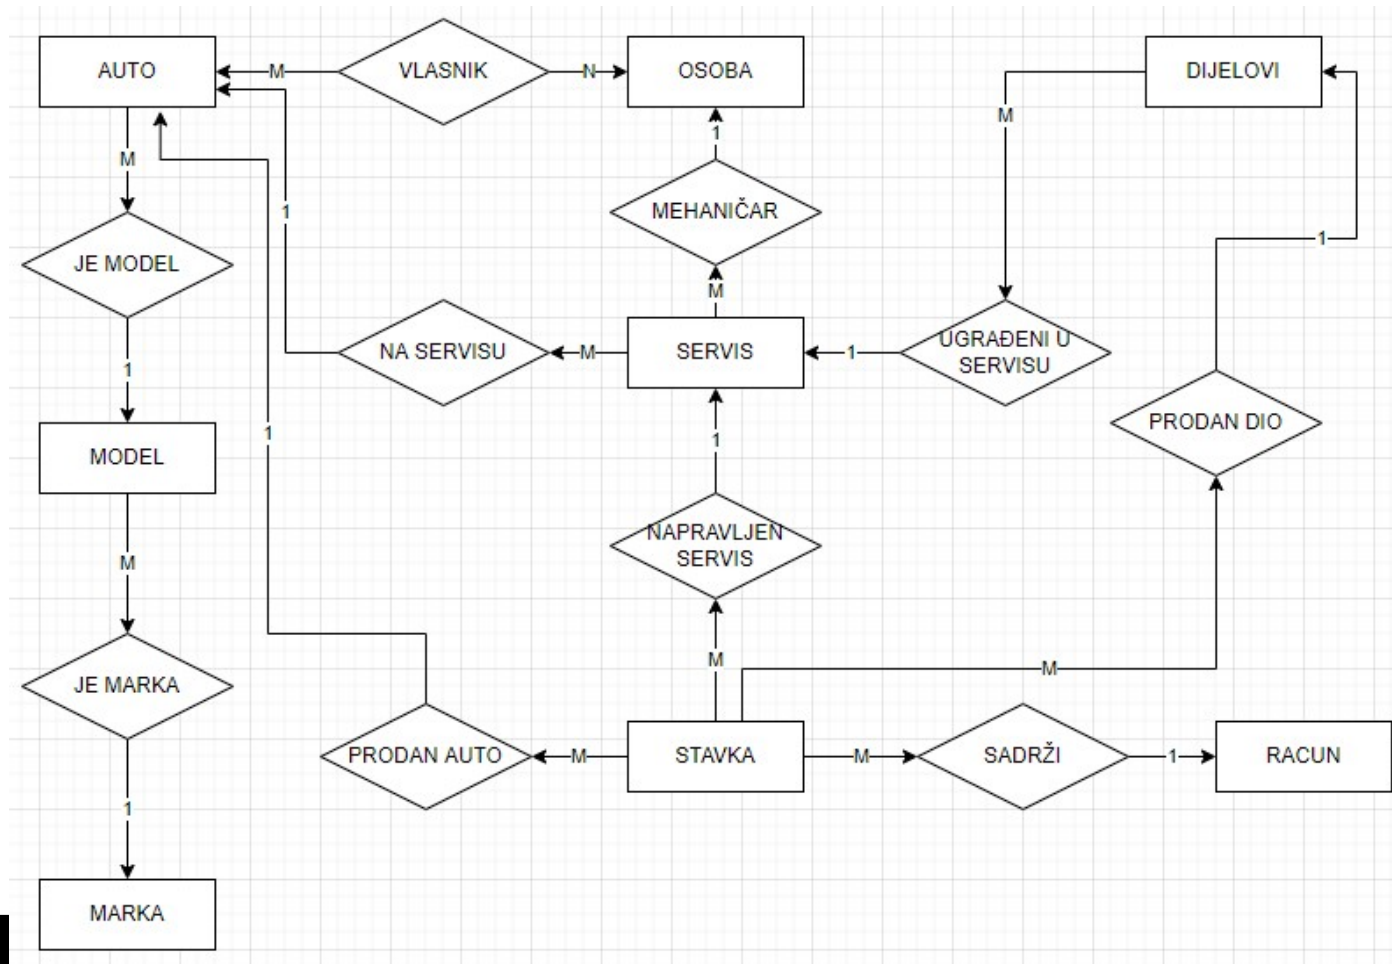 AUTO
M
VLASNIK
N
OSOBA
DIJELOVI
M
1
M
1
JE MODEL
MEHANIČAR
M
1
1
NA SERVISU
M
SERVIS
1
UGRAĐENI U
SERVISU
1
1
MODEL
1
PRODAN DIO
M
NAPRAVLJEN
SERVIS
M
M
JE MARKA
PRODAN AUTO
M
STAVKA
M
SADRŽI
1
RACUN
1
MARKA